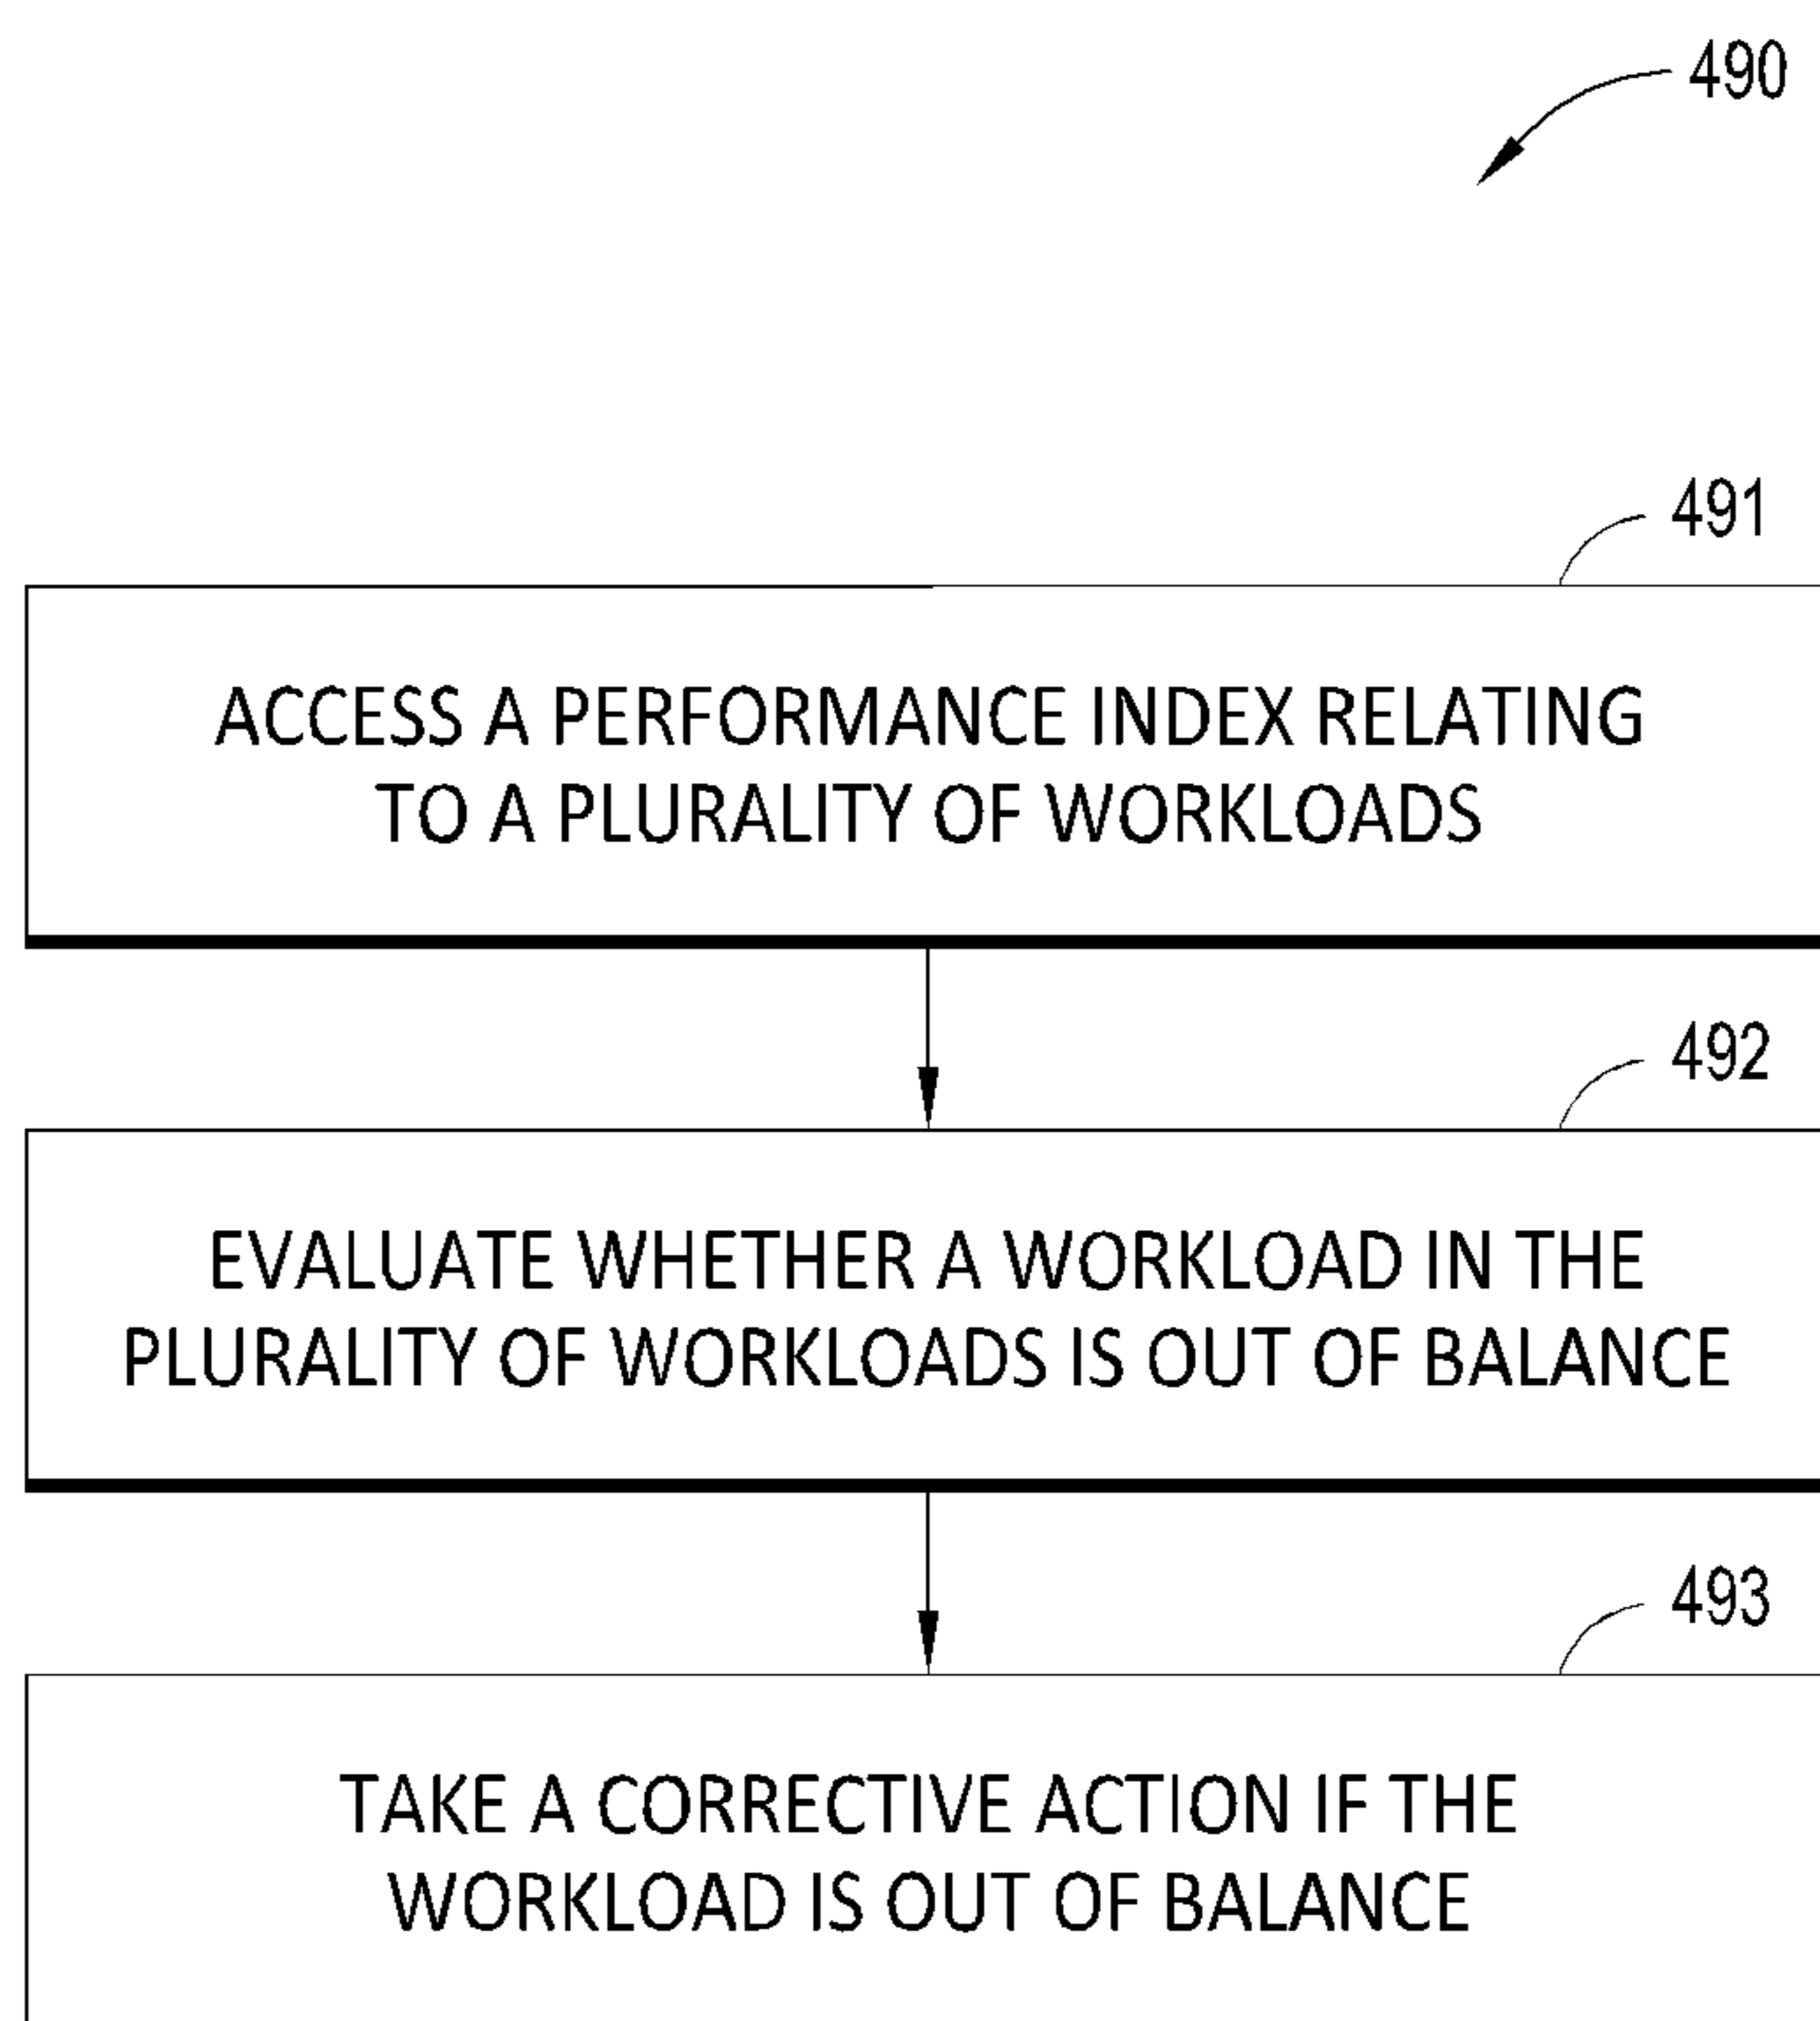 490
491
ACCESS A PERFORMANCE INDEX RELATING
TO A PLURALITY OF WORKLOADS
492
EVALUATE WHETHER A WORKLOAD IN THE
PLURALITY OF WORKLOADS IS OUT OF BALANCE
493
TAKE A CORRECTIVE ACTION IF THE
WORKLOAD IS OUT OF BALANCE